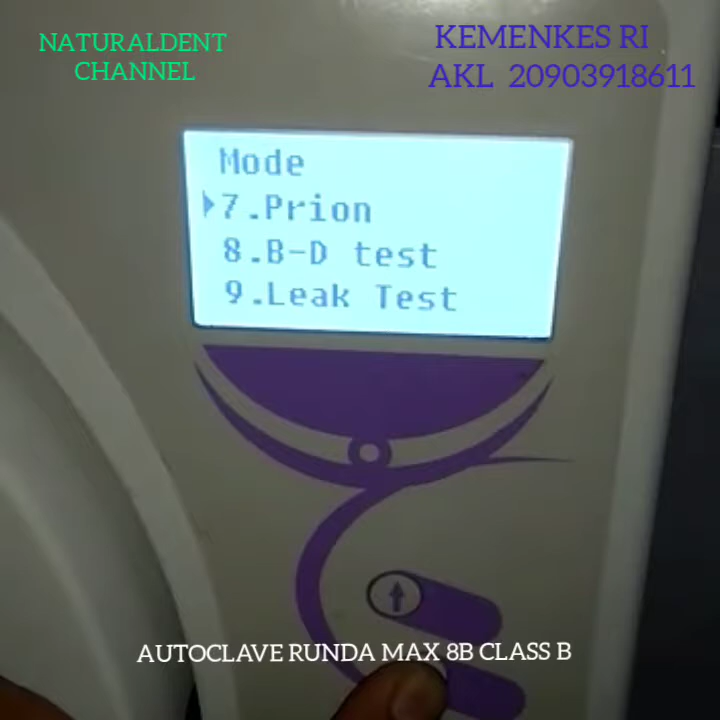 NATURALDENT
CHANNEL
KEMENKES RI
AKL 20903918611
Mode
7.Prion
8.B-D test
9.Leak Test
AUTOCLAVE RUNDA MAX 8B CLASS B